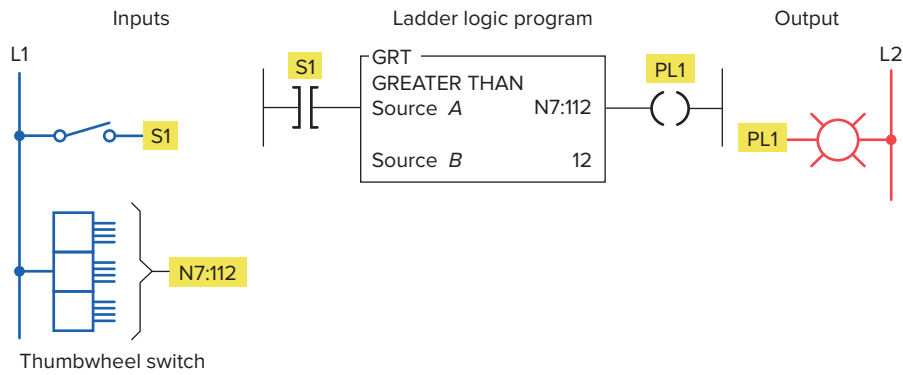 Inputs
Ladder logic program
Output
L1
L2
S1
S1
GRT
GREATER THAN
Source A N7:112
Source B 12
PL1
PL1
N7:112
Thumbwheel switch